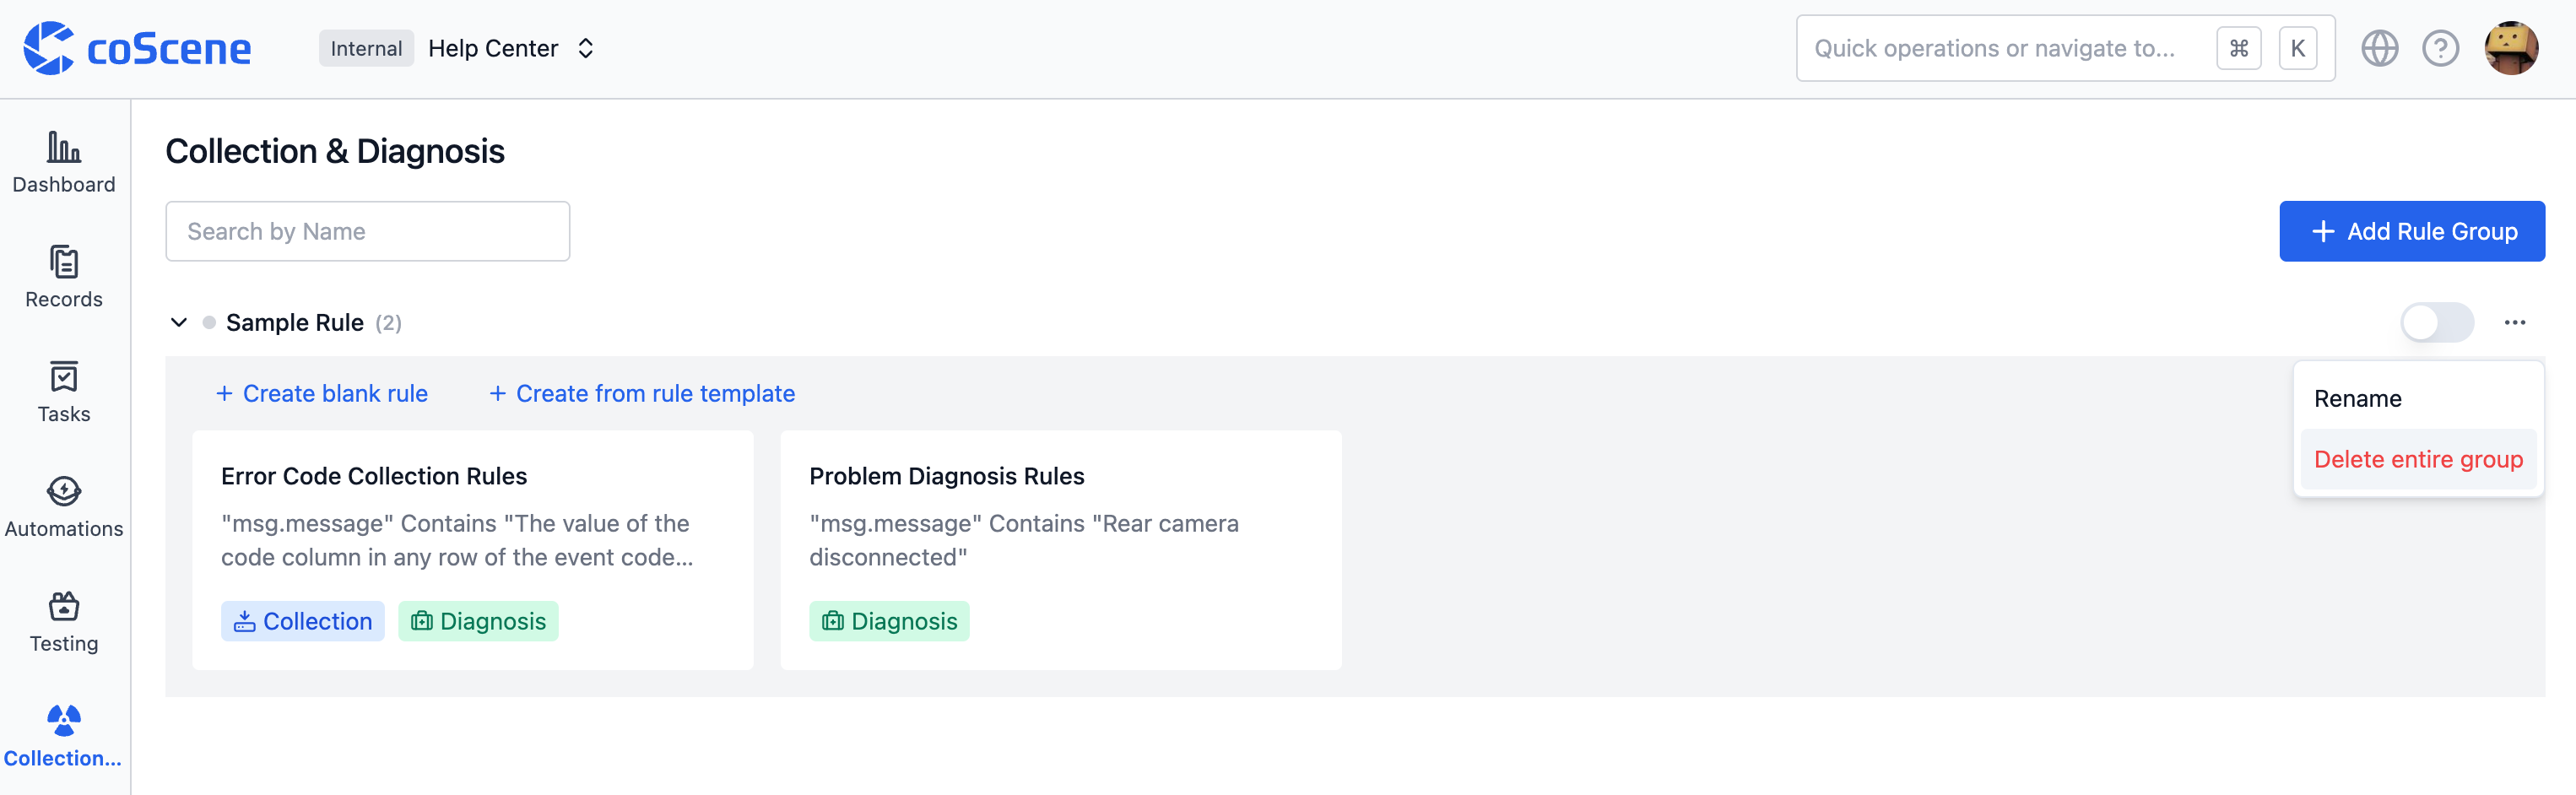 coScene
Internal Help Center
Quick operations or navigate to... ⌘ K
Dashboard
Records
Tasks
Automations
Testing
Collection...
Collection & Diagnosis
Search by Name
+ Add Rule Group
Sample Rule (2)
+ Create blank rule + Create from rule template
Rename
Delete entire group
Error Code Collection Rules
"msg.message" Contains "The value of the
code column in any row of the event code...
Collection Diagnosis
Problem Diagnosis Rules
"msg.message" Contains "Rear camera
disconnected"
Diagnosis